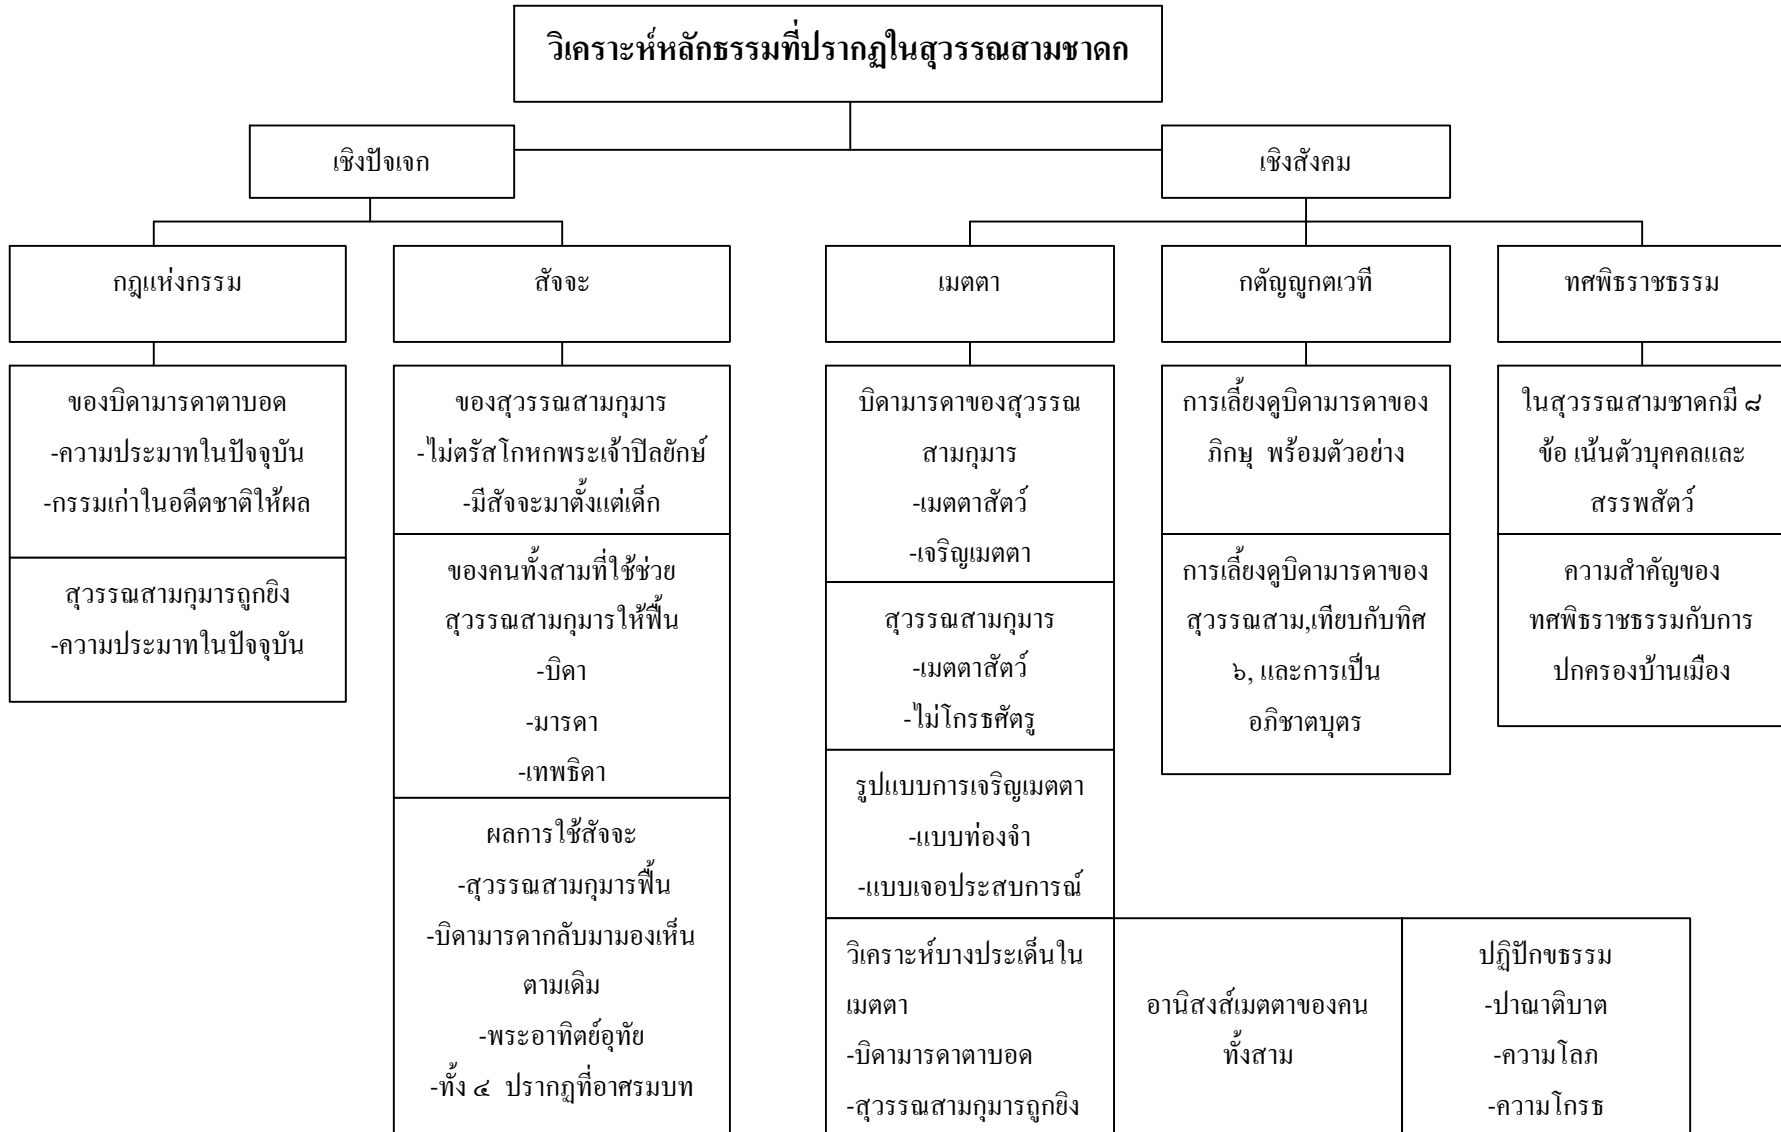 วิเคราะห์หลักธรรมที่ปรากฏในสุวรรณสามชาดก
เชิงปัจเจก
เชิงสังคม
กฎแห่งกรรม
สัจจะ
เมตตา
กตัญญูกตเวที
ทศพิธราชธรรม
ของบิดามารดาตาบอด
-ความประมาทในปัจจุบัน
-กรรมเก่าในอดีตชาติให้ผล
สุวรรณสามกุมารถูกยิง
-ความประมาทในปัจจุบัน
ของสุวรรณสามกุมาร
-ไม่ตรัสโกหกพระเจ้าปิลยักษ์
-มีสัจจะมาตั้งแต่เด็ก
ของคนทั้งสามที่ใช้ช่วย
สุวรรณสามกุมารให้ฟื้น
-บิดา
-มารดา
-เทพธิดา
ผลการใช้สัจจะ
-สุวรรณสามกุมารฟื้น
-บิดามารดากลับมามองเห็น
ตามเดิม
-พระอาทิตย์อุทัย
-ทั้ง ๔ ปรากฏที่อาศรมบท
บิดามารดาของสุวรรณ
สามกุมาร
-เมตตาสัตว์
-เจริญเมตตา
สุวรรณสามกุมาร
-เมตตาสัตว์
-ไม่โกรธศัตรู
รูปแบบการเจริญเมตตา
-แบบท่องจำ
-แบบเจอประสบการณ์
วิเคราะห์บางประเด็นใน
เมตตา
-บิดามารดาตาบอด
-สุวรรณสามกุมารถูกยิง
อานิสงส์เมตตาของคน
ทั้งสาม
ปฏิปักขธรรม
-ปาณาติบาต
-ความโลภ
-ความโกรธ
การเลี้ยงดูบิดามารดาของ
ภิกษุ พร้อมตัวอย่าง
การเลี้ยงดูบิดามารดาของ
สุวรรณสาม,เทียบกับทิศ
๖, และการเป็น
อภิชาตบุตร
ในสุวรรณสามชาดกมี ๘
ข้อ เน้นตัวบุคคลและ
สรรพสัตว์
ความสำคัญของ
ทศพิธราชธรรมกับการ
ปกครองบ้านเมือง